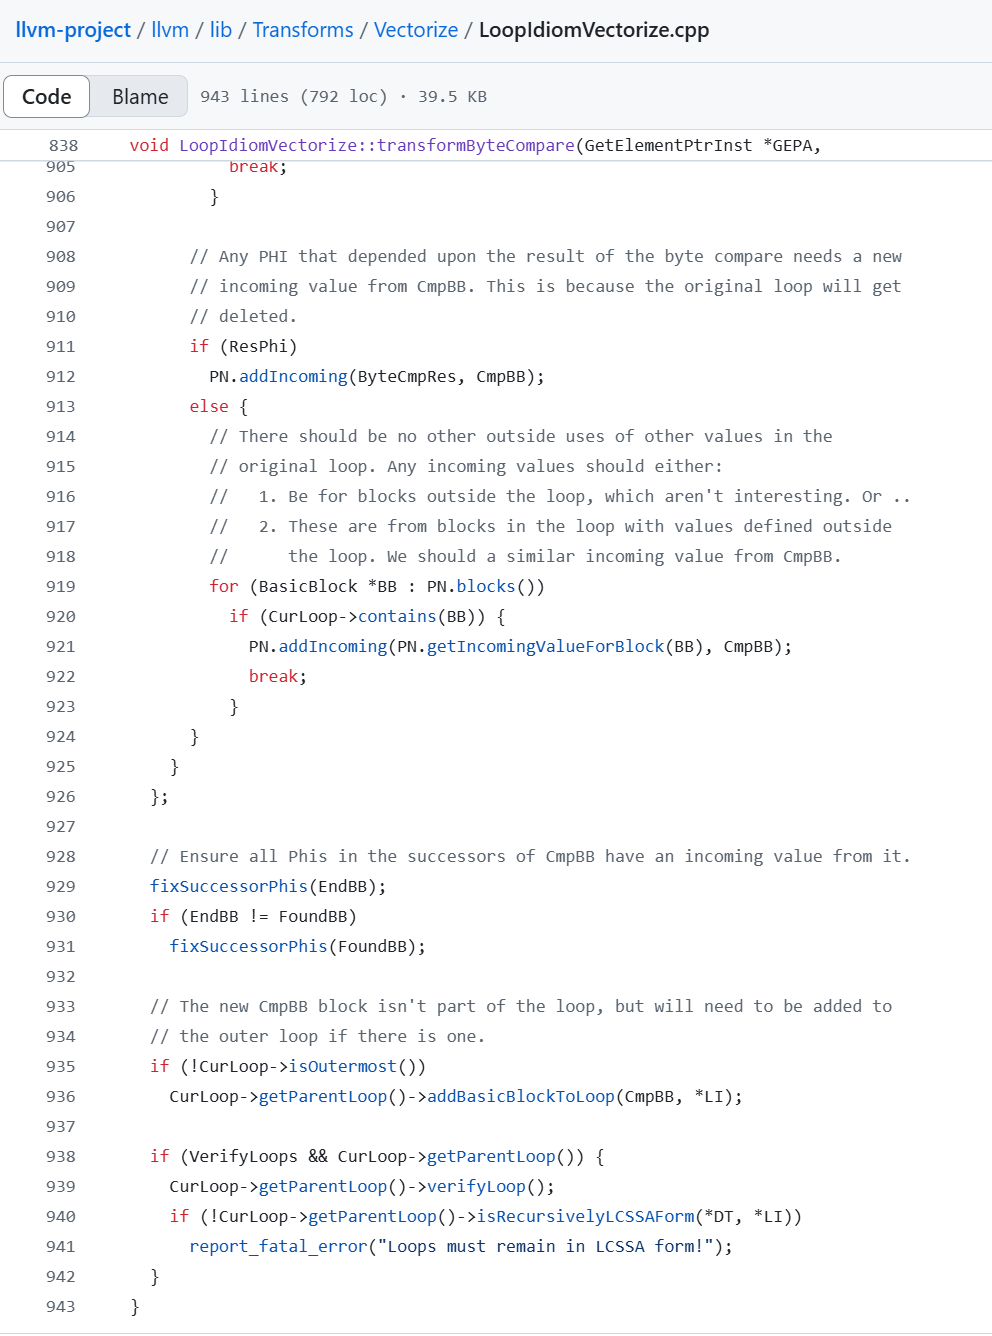 llvm-project / llvm / lib / Transforms / Vectorize / LoopIdiomVectorize.cpp
Code Blame 943 lines (792 loc) · 39.5 KB
838 void LoopIdiomVectorize::transformByteCompare(GetElementPtrInst *GEPA,
905 break;
906 }
907
908 // Any PHI that depended upon the result of the byte compare needs a new
909 // incoming value from CmpBB. This is because the original loop will get
910 // deleted.
911 if (ResPhi)
912 PN.addIncoming(ByteCmpRes, CmpBB);
913 else {
914 // There should be no other outside uses of other values in the
915 // original loop. Any incoming values should either:
916 //   1. Be for blocks outside the loop, which aren't interesting. Or ..
917 //   2. These are from blocks in the loop with values defined outside
918 //      the loop. We should a similar incoming value from CmpBB.
919 for (BasicBlock *BB : PN.blocks())
920 if (CurLoop->contains(BB)) {
921 PN.addIncoming(PN.getIncomingValueForBlock(BB), CmpBB);
922 break;
923 }
924 }
925 }
926 };
927
928 // Ensure all Phis in the successors of CmpBB have an incoming value from it.
929 fixSuccessorPhis(EndBB);
930 if (EndBB != FoundBB)
931 fixSuccessorPhis(FoundBB);
932
933 // The new CmpBB block isn't part of the loop, but will need to be added to
934 // the outer loop if there is one.
935 if (!CurLoop->isOutermost())
936 CurLoop->getParentLoop()->addBasicBlockToLoop(CmpBB, *LI);
937
938 if (VerifyLoops && CurLoop->getParentLoop()) {
939 CurLoop->getParentLoop()->verifyLoop();
940 if (!CurLoop->getParentLoop()->isRecursivelyLCSSAForm(*DT, *LI))
941 report_fatal_error("Loops must remain in LCSSA form!");
942 }
943 }